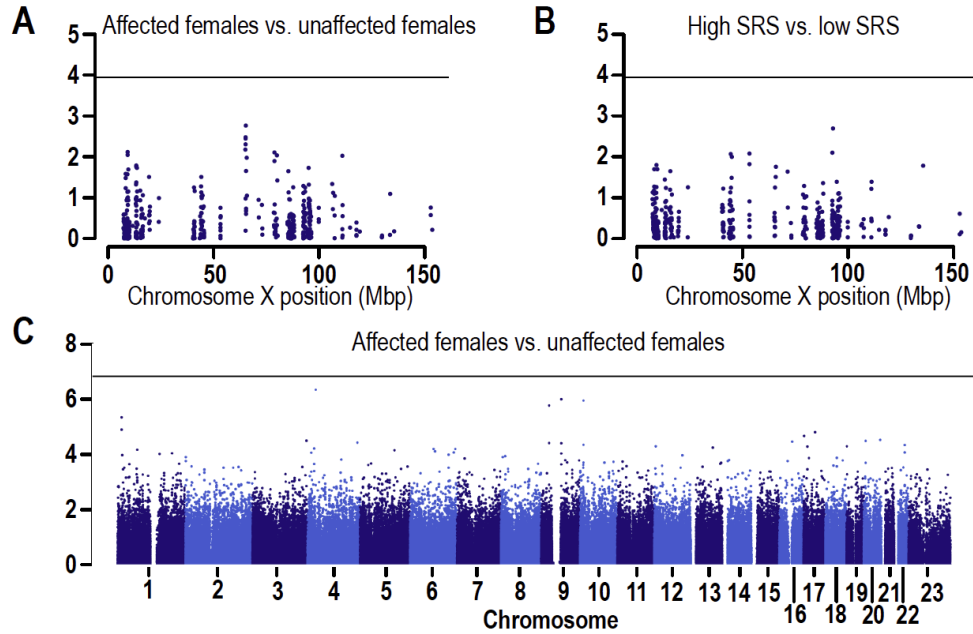 A Affected females vs. unaffected females
5
4
3
2
1
0
0 50 100 150
Chromosome X position (Mbp)
B High SRS vs. low SRS
5
4
3
2
1
0
0 50 100 150
Chromosome X position (Mbp)
C Affected females vs. unaffected females
8
6
4
2
0
1 2 3 4 5 6 7 8 9 10 11 12 13 14 15 16 17 18 19 20 21 22 23
Chromosome